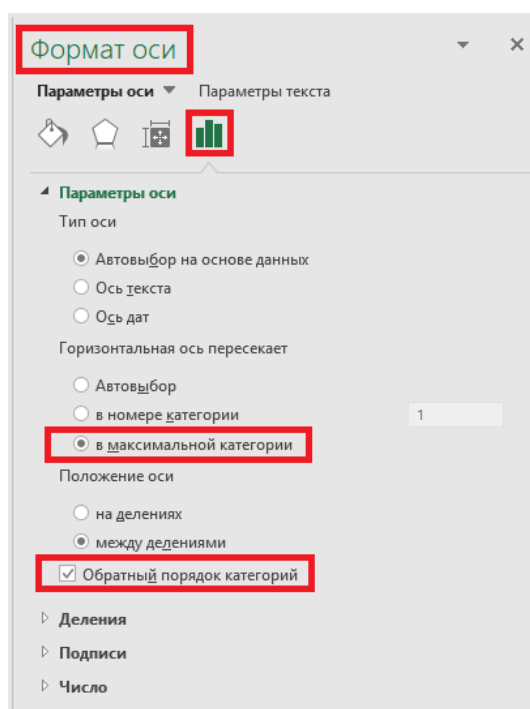 Формат оси
Параметры оси Параметры текста
Параметры оси
Тип оси
Автовыбор на основе данных
Ось текста
Ось дат
Горизонтальная ось пересекает
Автовыбор
в номере категории 1
в максимальной категории
Положение оси
на делениях
между делениями
Обратный порядок категорий
Деления
Подписи
Число